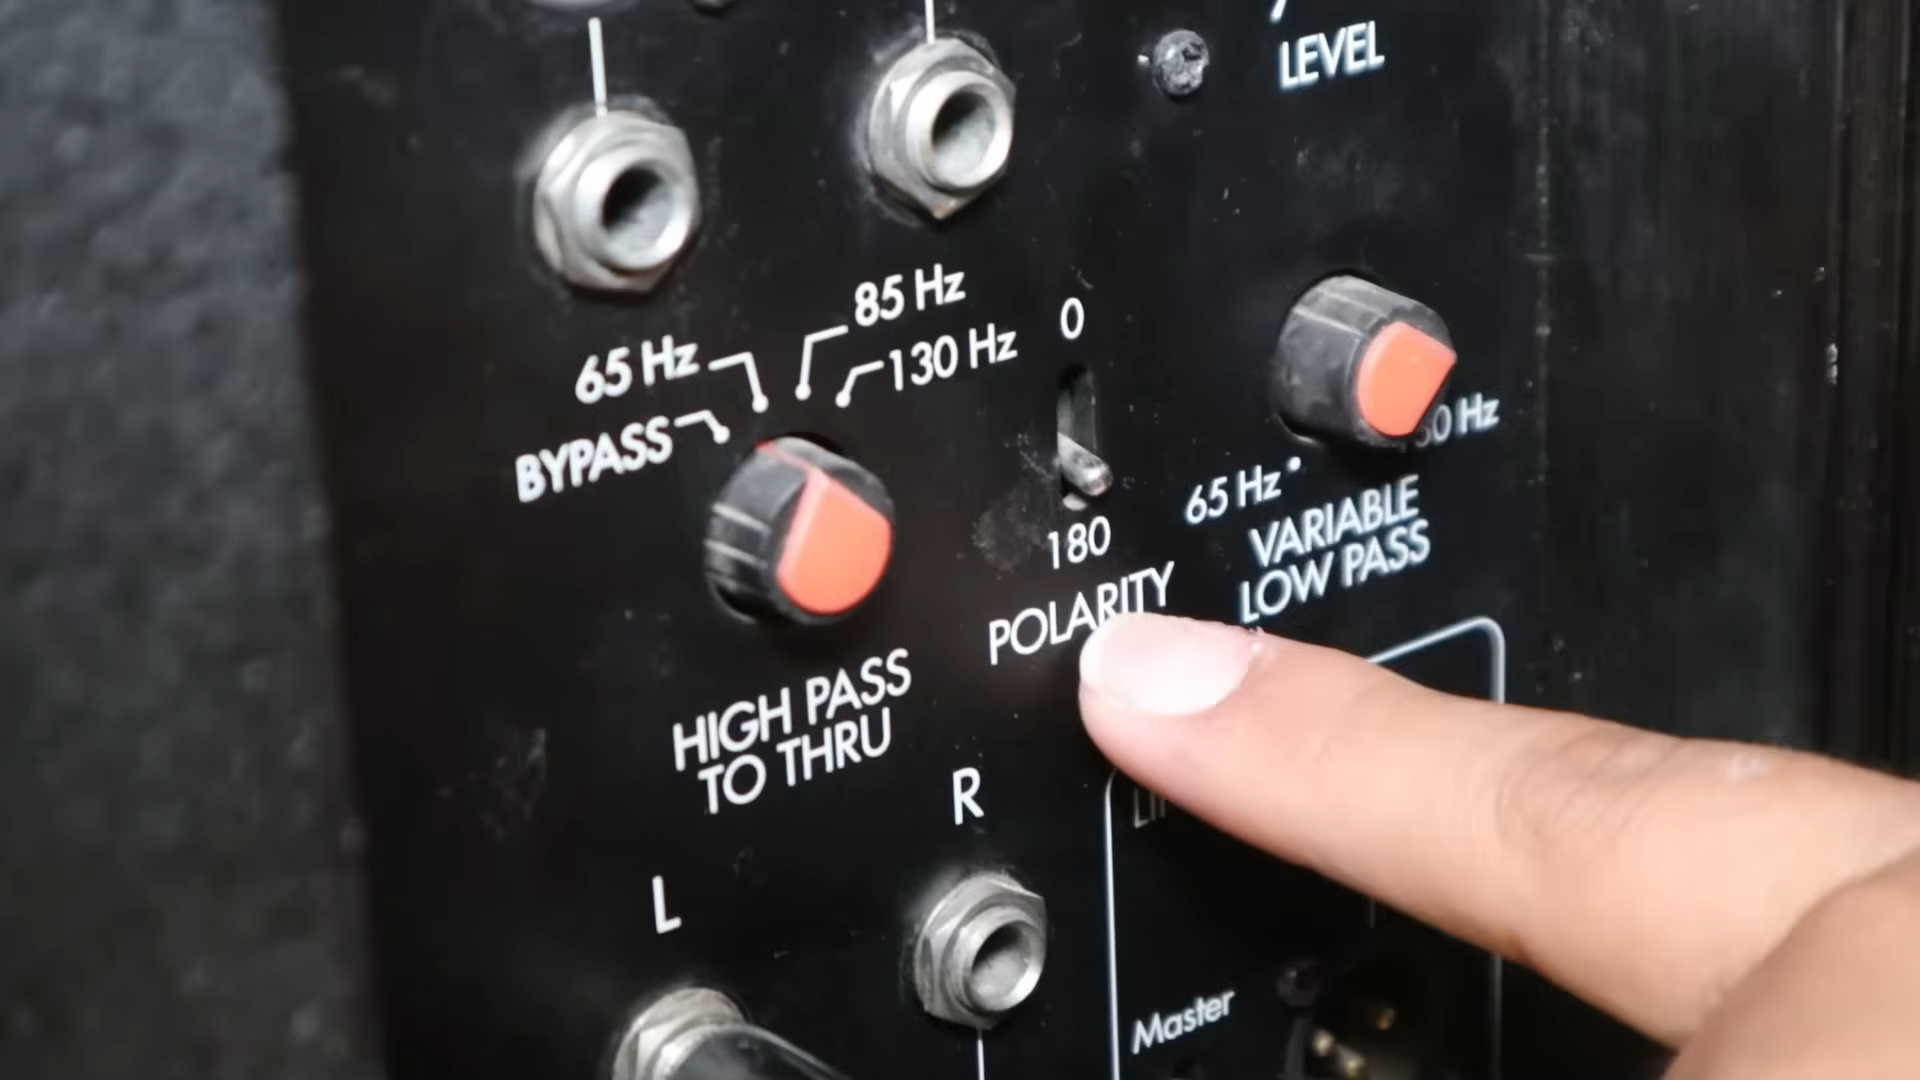 LEVEL
85 Hz
0
65 Hz
130 Hz
BYPASS
65 Hz
180
VARIABLE
LOW PASS
POLARITY
HIGH PASS
TO THRU
R
L
Master